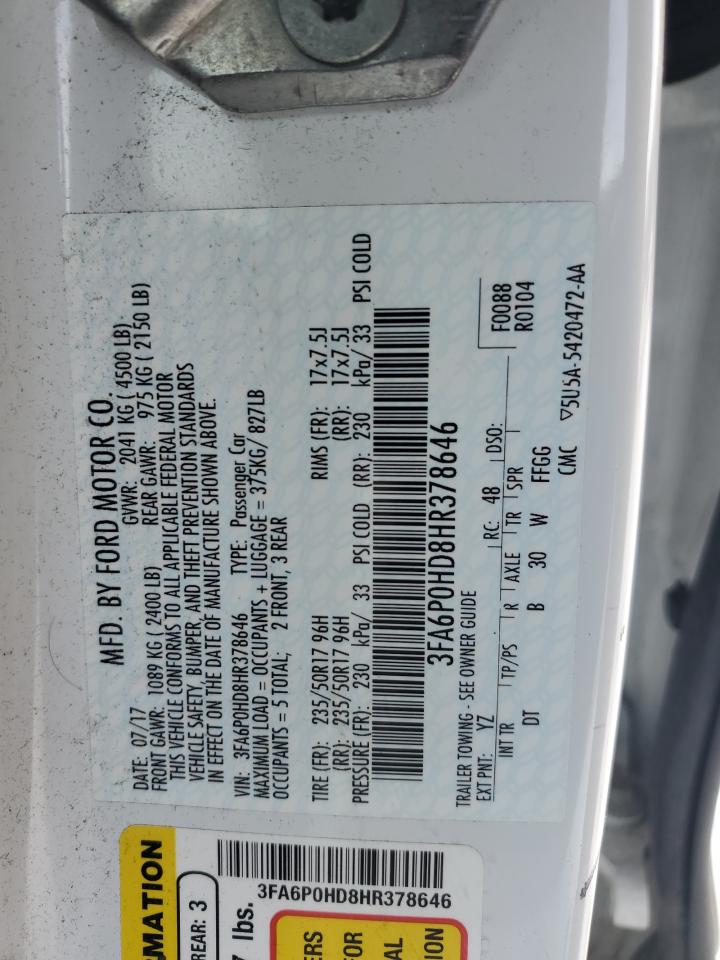 MFD. BY FORD MOTOR CO.
DATE: 07/17 GVWR: 2041 KG ( 4500 LB)
FRONT GAWR: 1089 KG ( 2400 LB) REAR GAWR: 975 KG ( 2150 LB)
THIS VEHICLE CONFORMS TO ALL APPLICABLE FEDERAL MOTOR
VEHICLE SAFETY, BUMPER, AND THEFT PREVENTION STANDARDS
IN EFFECT ON THE DATE OF MANUFACTURE SHOWN ABOVE.
VIN: 3FA6P0HD8HR378646 TYPE: Passenger Car
MAXIMUM LOAD = OCCUPANTS + LUGGAGE = 375KG/ 827LB
OCCUPANTS = 5 TOTAL; 2 FRONT, 3 REAR
TIRE (FR): 235/50R17 96H RIMS (FR): 17x7.5J
(RR): 235/50R17 96H (RR): 17x7.5J
PRESSURE (FR): 230 kPa/ 33 PSI COLD (RR): 230 kPa/ 33 PSI COLD
3FA6P0HD8HR378646
TRAILER TOWING - SEE OWNER GUIDE
EXT PNT: YZ RC: 48 DSO: F0088
INT TR TP/PS R AXLE TR SPR R0104
DT B 30 W FFGG
CMC ▽5U5A-5420472-AA
RMATION
REAR: 3
7 lbs.
3FA6P0HD8HR378646
ERS
FOR
AL
ION